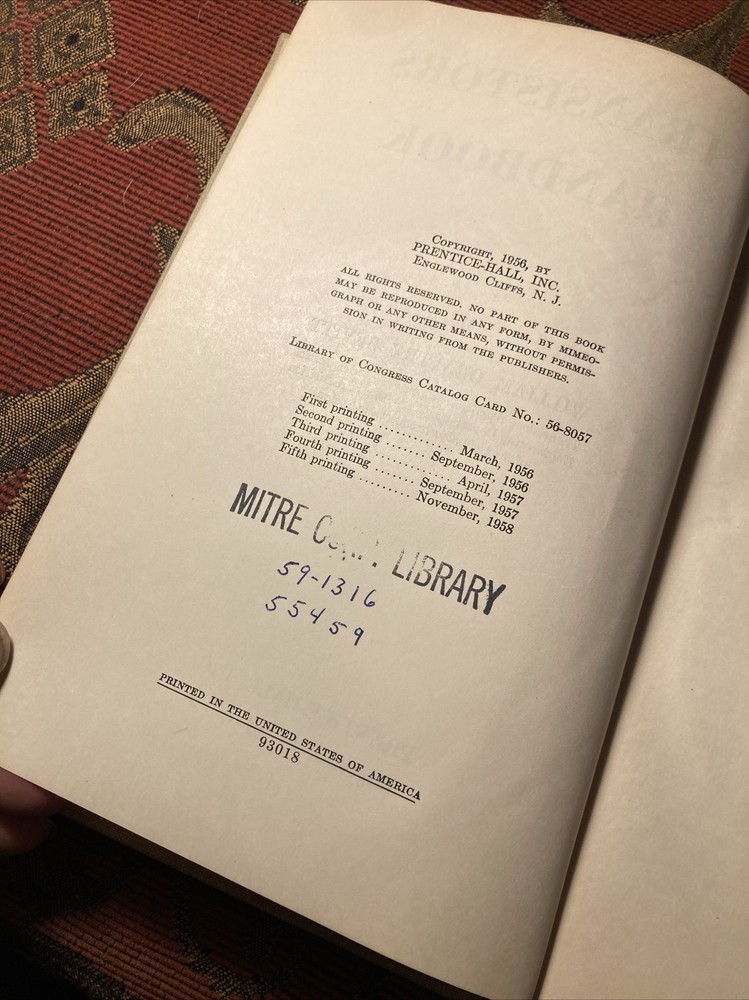 COPYRIGHT, 1956, BY
PRENTICE-HALL, INC.
ENGLEWOOD CLIFFS, N. J.
ALL RIGHTS RESERVED. NO PART OF THIS BOOK
MAY BE REPRODUCED IN ANY FORM, BY MIMEO-
GRAPH OR ANY OTHER MEANS, WITHOUT PERMIS-
SION IN WRITING FROM THE PUBLISHERS.
LIBRARY OF CONGRESS CATALOG CARD NO.: 56-8057
First printing ............. March, 1956
Second printing ....... September, 1956
Third printing ............. April, 1957
Fourth printing ....... September, 1957
Fifth printing ......... November, 1958
MITRE LIBRARY
59-1316
55459
PRINTED IN THE UNITED STATES OF AMERICA
93018
TRANSISTORS
HANDBOOK